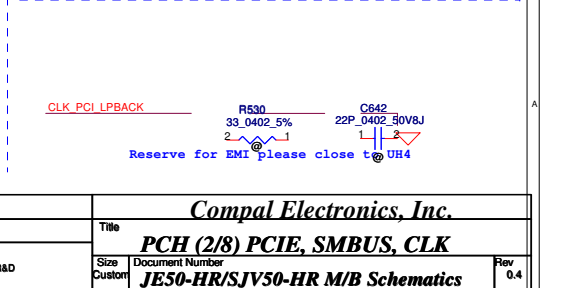 CLK_PCI_LPBACK
R530
33_0402_5%
2 1
@
C642
22P_0402_50V8J
1 2
@
Reserve for EMI please close to UH4
A
Compal Electronics, Inc.
Title
PCH (2/8) PCIE, SMBUS, CLK
R&D
Size
Custom
Document Number
JE50-HR/SJV50-HR M/B Schematics
Rev
0.4